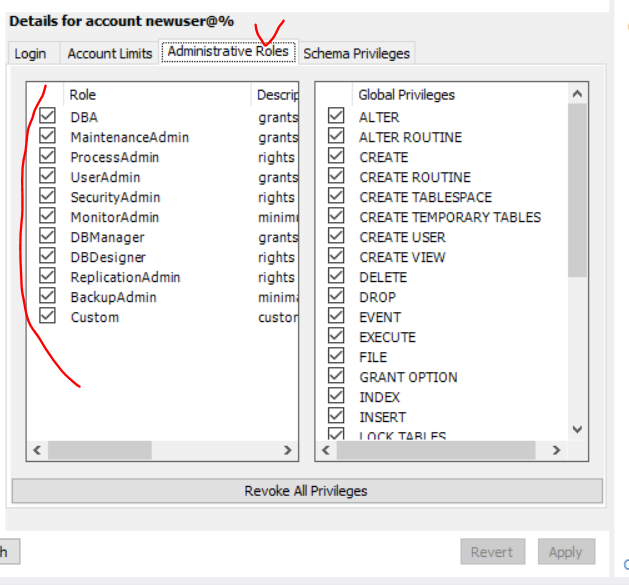 Details for account newuser@%
Login Account Limits Administrative Roles Schema Privileges
Role Descrip
DBA grants
MaintenanceAdmin grants
ProcessAdmin rights
UserAdmin grants
SecurityAdmin rights
MonitorAdmin minim
DBManager grants
DBDesigner rights
ReplicationAdmin rights
BackupAdmin minima
Custom custor
Global Privileges
ALTER
ALTER ROUTINE
CREATE
CREATE ROUTINE
CREATE TABLESPACE
CREATE TEMPORARY TABLES
CREATE USER
CREATE VIEW
DELETE
DROP
EVENT
EXECUTE
FILE
GRANT OPTION
INDEX
INSERT
LOCK TABLES
Revoke All Privileges
h Revert Apply